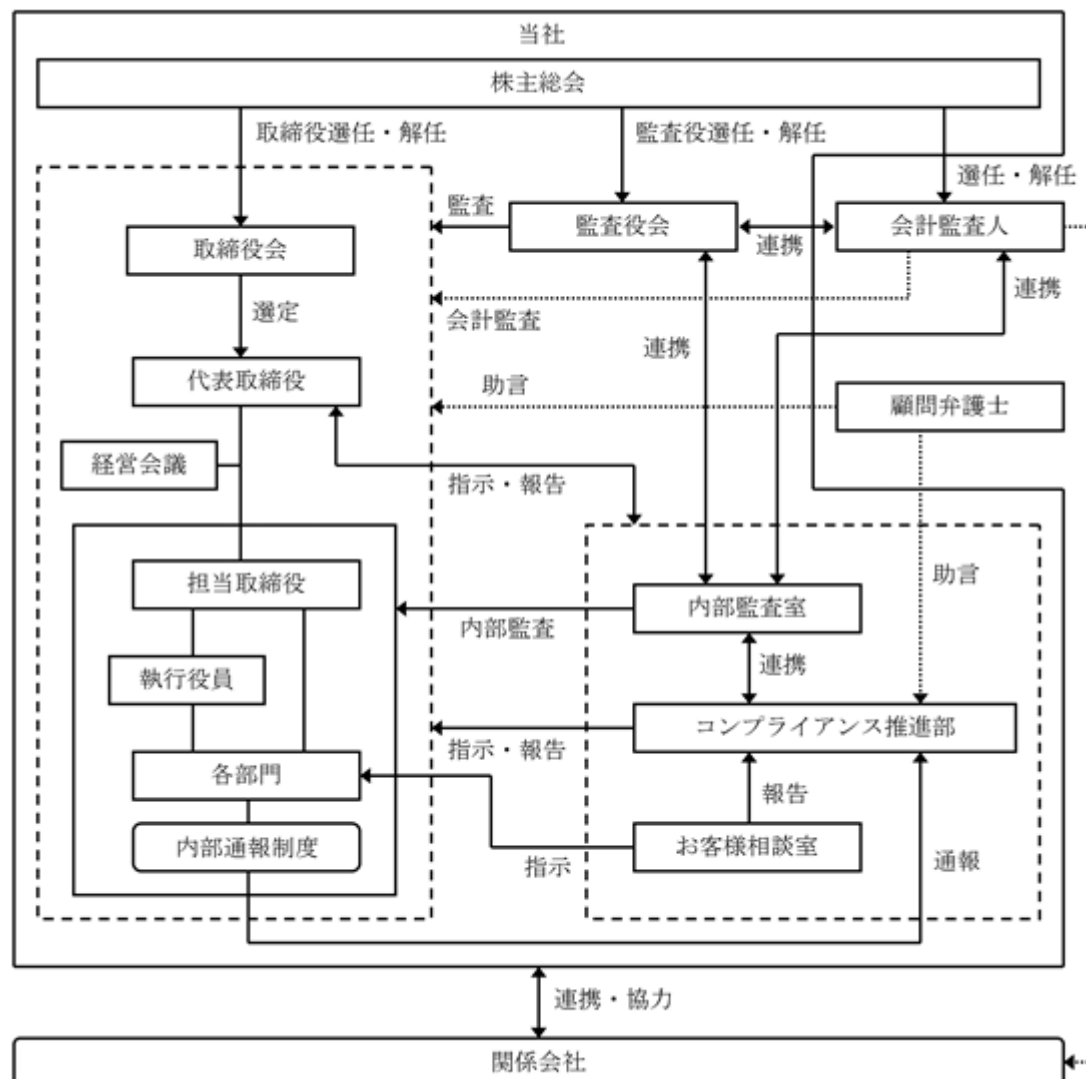 当社
株主総会
取締役選任・解任
監査役選任・解任
選任・解任
監査
監査役会
連携
会計監査人
取締役会
選定
会計監査
連携
連携
代表取締役
助言
顧問弁護士
経営会議
指示・報告
担当取締役
内部監査
内部監査室
助言
執行役員
連携
コンプライアンス推進部
指示・報告
各部門
報告
内部通報制度
指示
お客様相談室
通報
連携・協力
関係会社